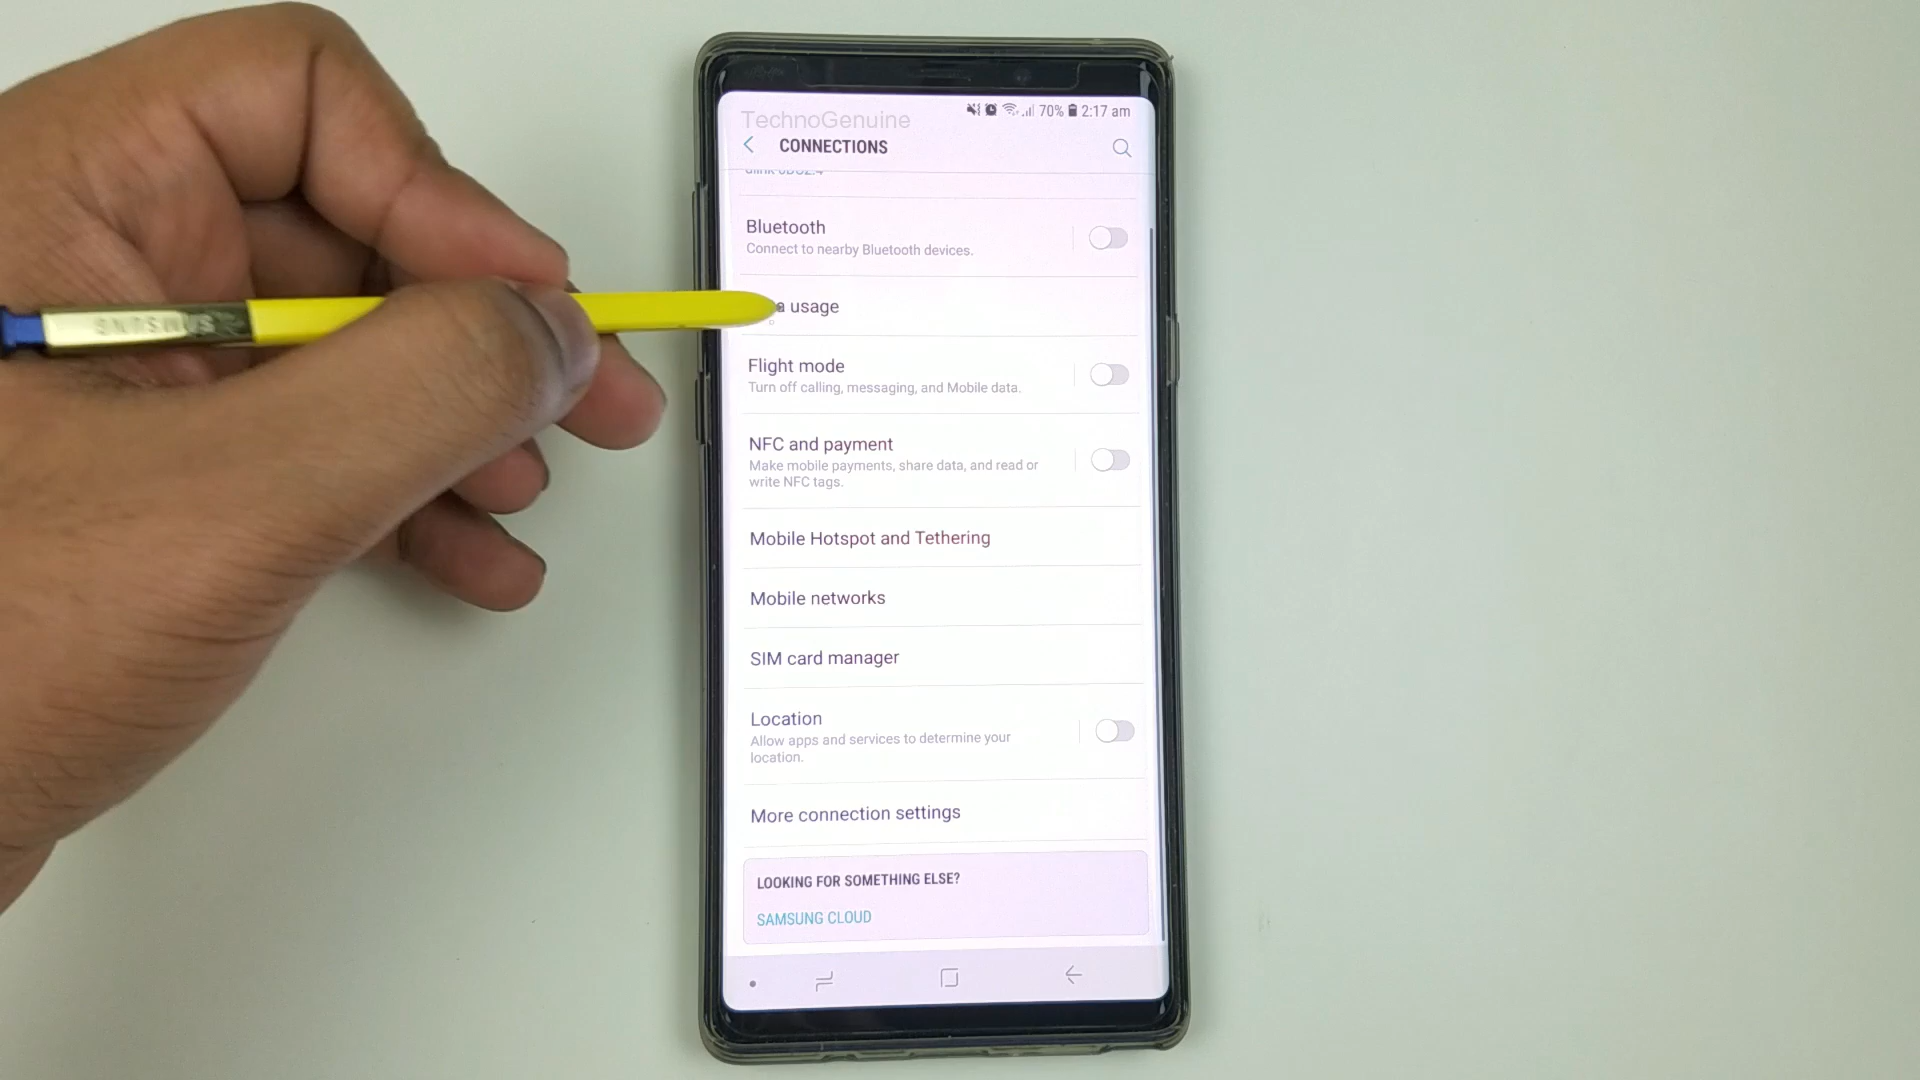 TechnoGenuine
70% 2:17 am
CONNECTIONS
Bluetooth
Connect to nearby Bluetooth devices.
a usage
Flight mode
Turn off calling, messaging, and Mobile data.
NFC and payment
Make mobile payments, share data, and read or
write NFC tags.
Mobile Hotspot and Tethering
Mobile networks
SIM card manager
Location
Allow apps and services to determine your
location.
More connection settings
LOOKING FOR SOMETHING ELSE?
SAMSUNG CLOUD
SAMSUNG